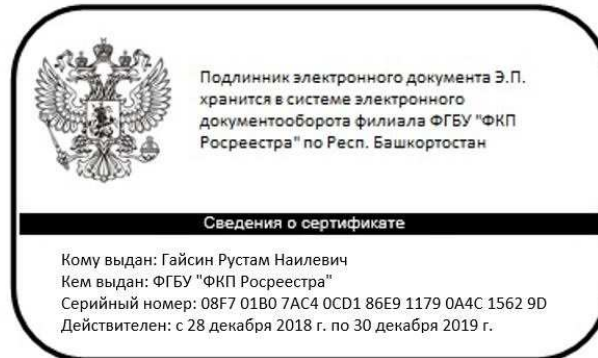 Подлинник электронного документа Э.П.
хранится в системе электронного
документооборота филиала ФГБУ "ФКП
Росреестра" по Респ. Башкортостан
Сведения о сертификате
Кому выдан: Гайсин Рустам Наилевич
Кем выдан: ФГБУ "ФКП Росреестра"
Серийный номер: 08F7 01B0 7AC4 0CD1 86E9 1179 0A4C 1562 9D
Действителен: с 28 декабря 2018 г. по 30 декабря 2019 г.